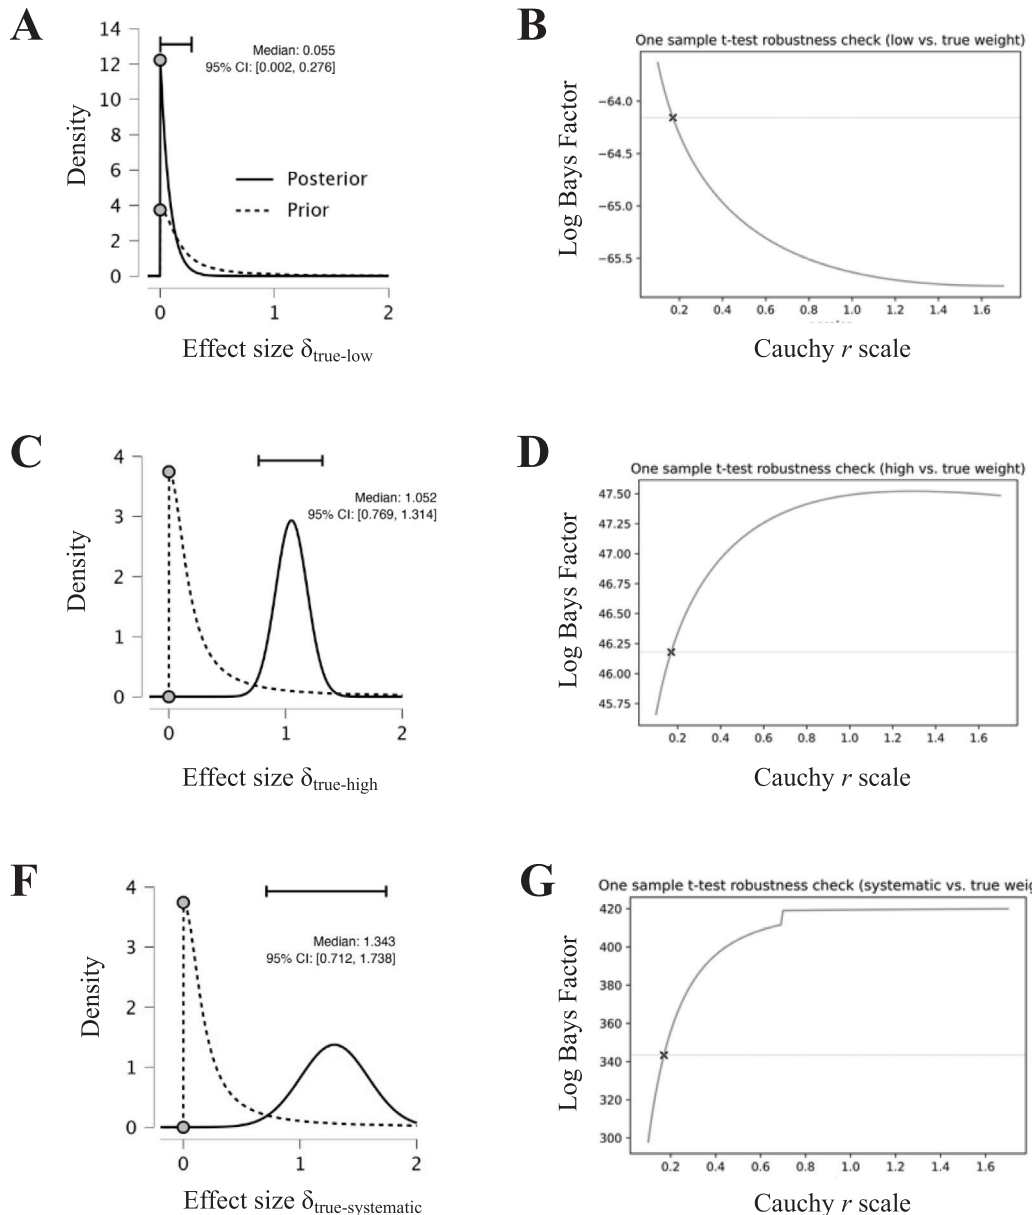 A
14
12
10
8
6
4
2
0
Density
Median: 0.055
95% CI: [0.002, 0.276]
Posterior
Prior
0 1 2
Effect size δtrue-low
B
One sample t-test robustness check (low vs. true weight)
Log Bays Factor
−64.0
−64.5
−65.0
−65.5
0.2 0.4 0.6 0.8 1.0 1.2 1.4 1.6
Cauchy r scale
C
4
3
2
1
0
Density
Median: 1.052
95% CI: [0.769, 1.314]
0 1 2
Effect size δtrue-high
D
One sample t-test robustness check (high vs. true weight)
Log Bays Factor
47.50
47.25
47.00
46.75
46.50
46.25
46.00
45.75
0.2 0.4 0.6 0.8 1.0 1.2 1.4 1.6
Cauchy r scale
F
4
3
2
1
0
Density
Median: 1.343
95% CI: [0.712, 1.738]
0 1 2
Effect size δtrue-systematic
G
One sample t-test robustness check (systematic vs. true weig
Log Bays Factor
420
400
380
360
340
320
300
0.2 0.4 0.6 0.8 1.0 1.2 1.4 1.6
Cauchy r scale